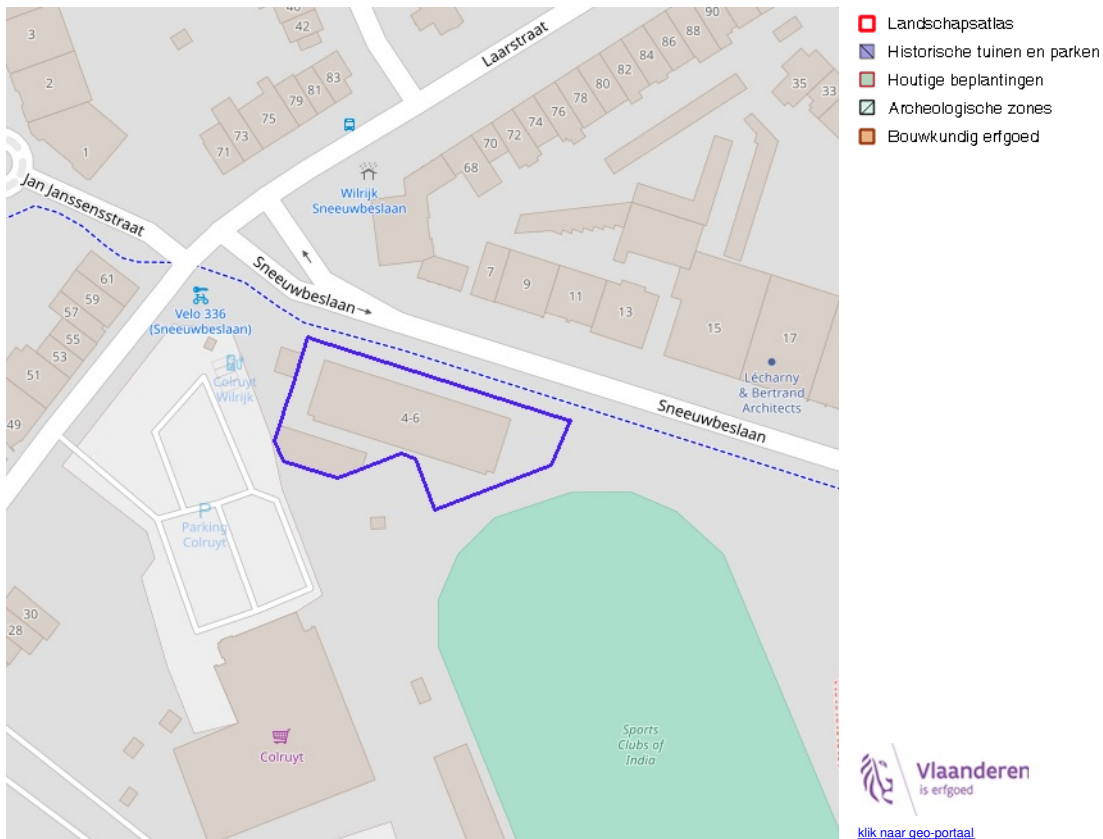 3
2
1
40
42
71
73
75
79
81
83
Laarstraat
90
88
86
84
82
80
78
76
74
72
70
68
35
33
Jan Janssensstraat
Wilrijk
Sneeuwbeslaan
Sneeuwbeslaan
7
9
11
13
15
17
Lécharny
& Bertrand
Architects
Sneeuwbeslaan
61
59
57
55
53
51
49
Velo 336
(Sneeuwbeslaan)
Colruyt
Wilrijk
4-6
P
Parking
Colruyt
30
28
Colruyt
Sports
Clubs of
India
Landschapsatlas
Historische tuinen en parken
Houtige beplantingen
Archeologische zones
Bouwkundig erfgoed
Vlaanderen
is erfgoed
klik naar geo-portaal